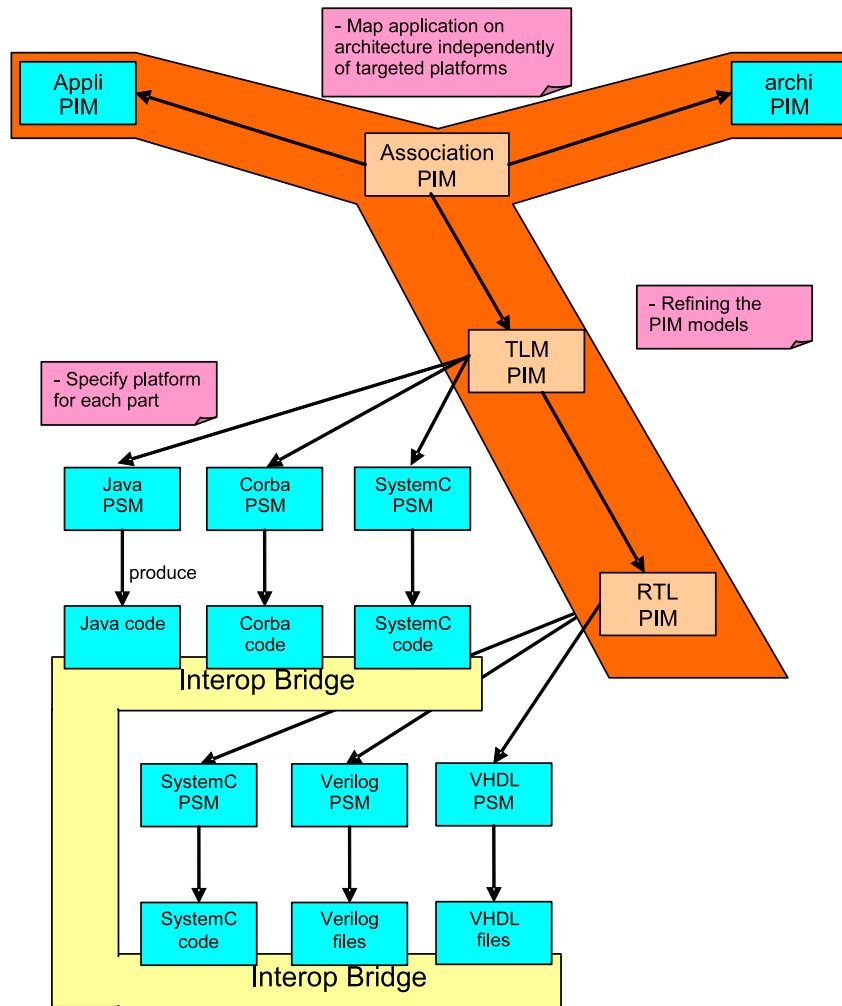 - Map application on
architecture independently
of targeted platforms
Appli
PIM
archi
PIM
Association
PIM
- Refining the
PIM models
TLM
PIM
- Specify platform
for each part
Java
PSM
Corba
PSM
SystemC
PSM
produce
RTL
PIM
Java code
Corba
code
SystemC
code
Interop Bridge
SystemC
PSM
Verilog
PSM
VHDL
PSM
SystemC
code
Verilog
files
VHDL
files
Interop Bridge